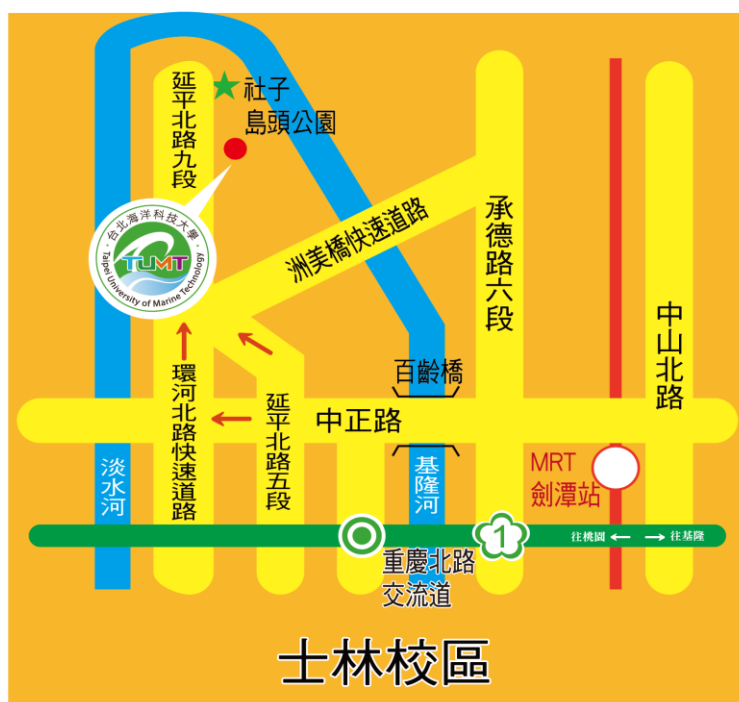 社子
島頭公園
延平北路九段
台北海洋科技大學
TUMT
Taipei University of Marine Technology
洲美橋快速道路
承德路六段
中山北路
百齡橋
中正路
環河北路快速道路
延平北路五段
淡水河
基隆河
MRT
劍潭站
1
往桃園 ← → 往基隆
重慶北路
交流道
士林校區